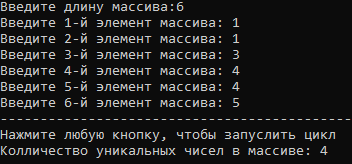 Введите длину массива:6
Введите 1-й элемент массива: 1
Введите 2-й элемент массива: 1
Введите 3-й элемент массива: 3
Введите 4-й элемент массива: 4
Введите 5-й элемент массива: 4
Введите 6-й элемент массива: 5
--------------------------------------------
Нажмите любую кнопку, чтобы запуслить цикл
Колличество уникальных чисел в массиве: 4